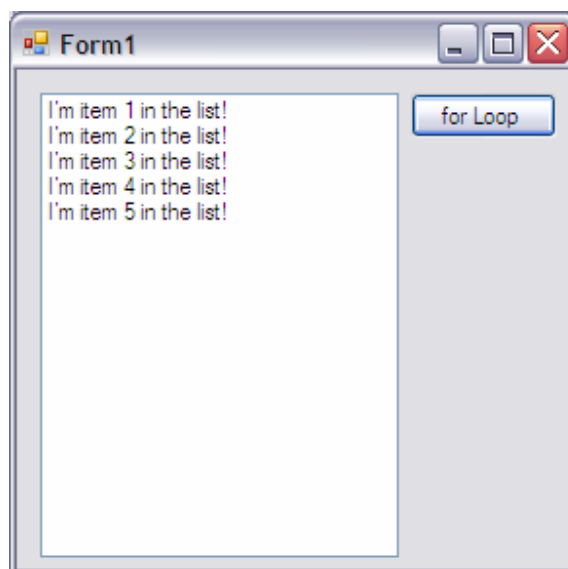 Form1
I'm item 1 in the list!
I'm item 2 in the list!
I'm item 3 in the list!
I'm item 4 in the list!
I'm item 5 in the list!
for Loop